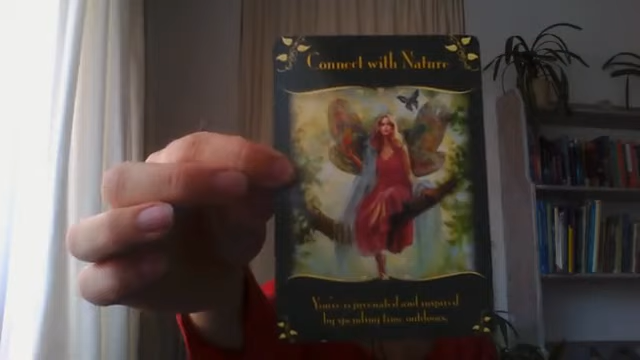 Connect with Nature
You're rejuvenated and inspired
by spending time outdoors.